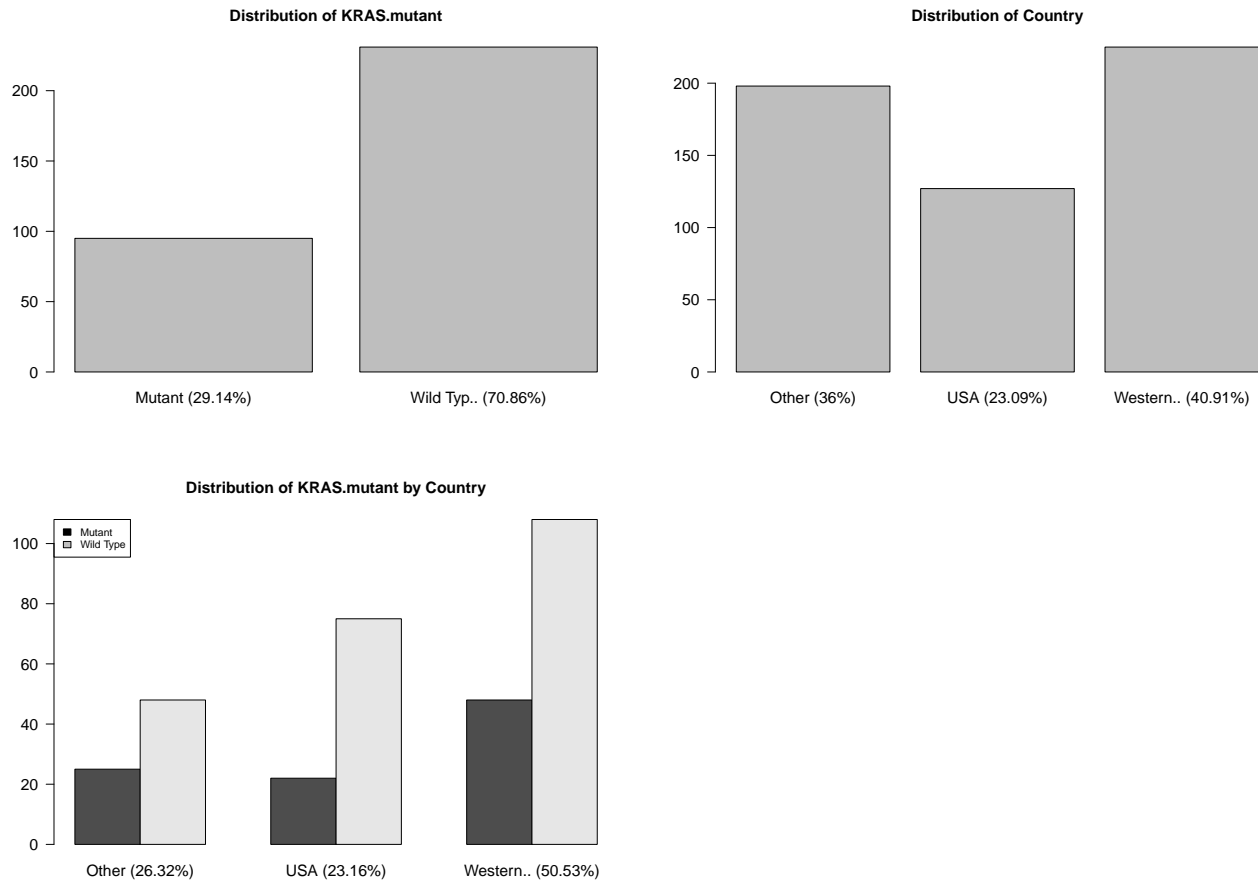 Distribution of KRAS.mutant
200
150
100
50
0
Mutant (29.14%)
Wild Typ.. (70.86%)
Distribution of Country
200
150
100
50
0
Other (36%)
USA (23.09%)
Western.. (40.91%)
Distribution of KRAS.mutant by Country
Mutant
Wild Type
100
80
60
40
20
0
Other (26.32%)
USA (23.16%)
Western.. (50.53%)